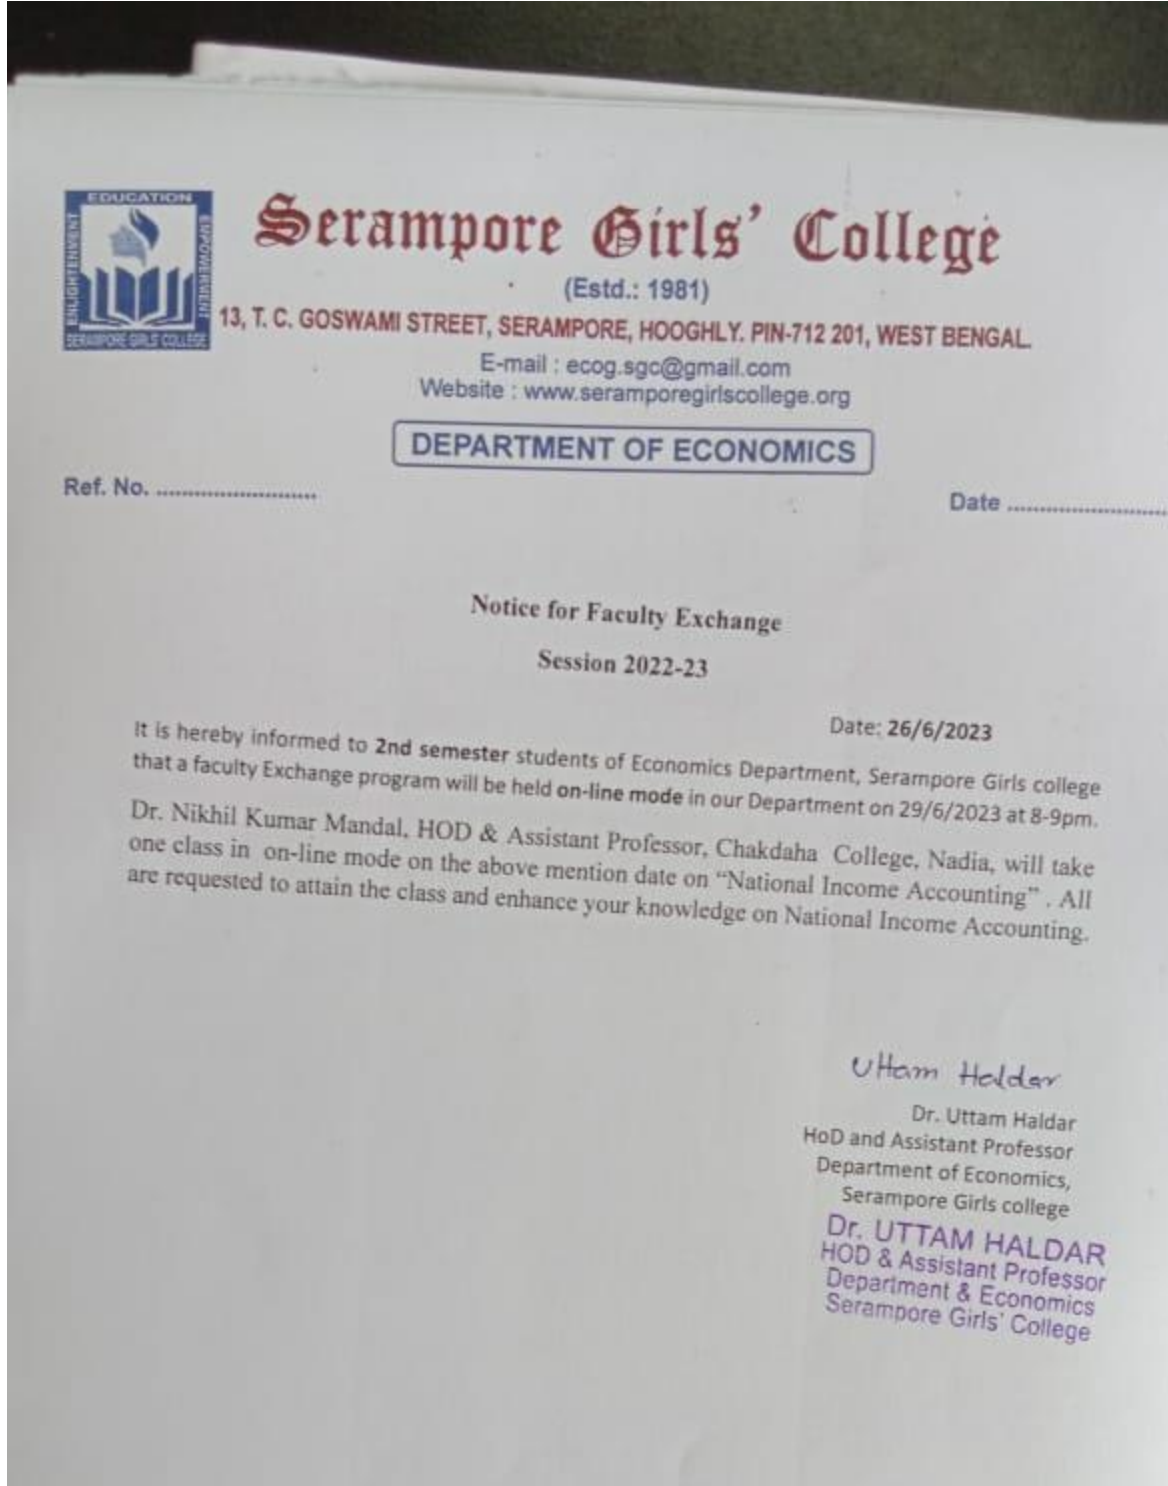 EDUCATION
ENLIGHTENMENT
EMPOWERMENT
SERAMPORE GIRLS' COLLEGE
Serampore Girls' College
(Estd.: 1981)
13, T. C. GOSWAMI STREET, SERAMPORE, HOOGHLY. PIN-712 201, WEST BENGAL.
E-mail : ecog.sgc@gmail.com
Website : www.seramporegirlscollege.org
DEPARTMENT OF ECONOMICS
Ref. No. .........................
Date .........................
Notice for Faculty Exchange
Session 2022-23
Date: 26/6/2023
It is hereby informed to 2nd semester students of Economics Department, Serampore Girls college
that a faculty Exchange program will be held on-line mode in our Department on 29/6/2023 at 8-9pm.
Dr. Nikhil Kumar Mandal, HOD & Assistant Professor, Chakdaha College, Nadia, will take
one class in on-line mode on the above mention date on “National Income Accounting” . All
are requested to attain the class and enhance your knowledge on National Income Accounting.
Uttam Haldar
Dr. Uttam Haldar
HoD and Assistant Professor
Department of Economics,
Serampore Girls college
Dr. UTTAM HALDAR
HOD & Assistant Professor
Department & Economics
Serampore Girls' College